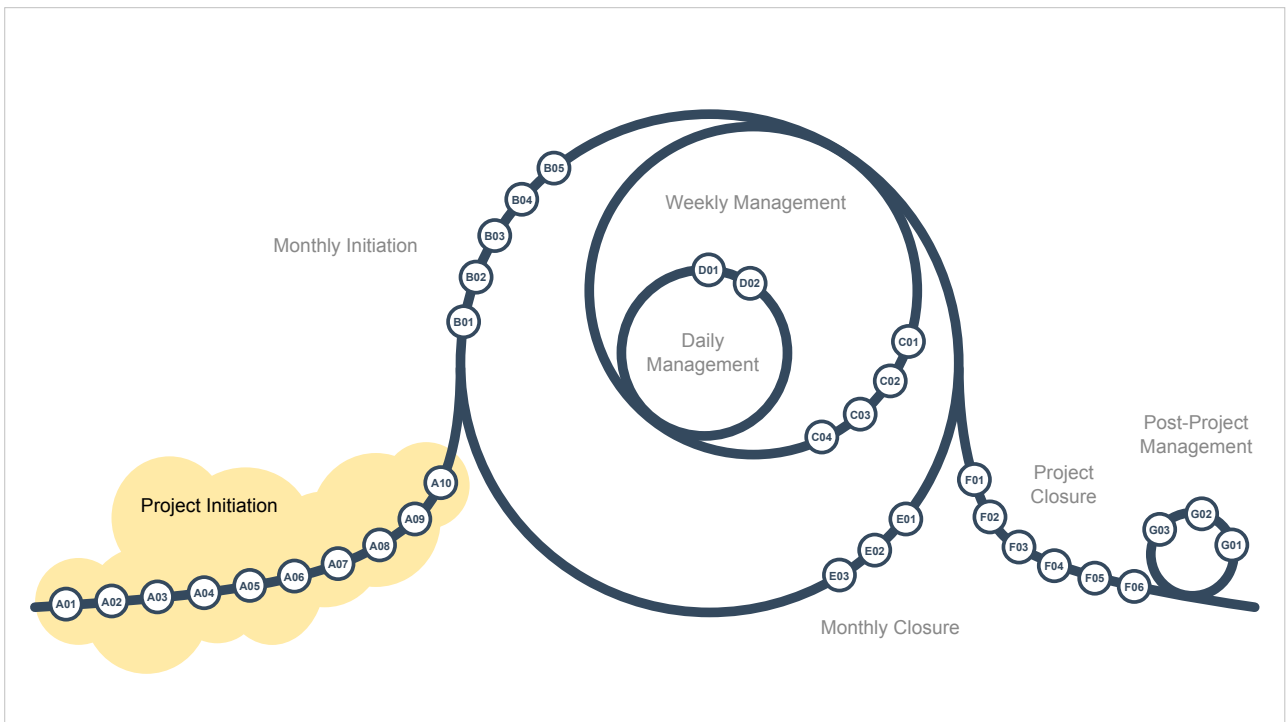 Project Initiation
A01
A02
A03
A04
A05
A06
A07
A08
A09
A10
Monthly Initiation
B01
B02
B03
B04
B05
Weekly Management
C01
C02
C03
C04
Daily
Management
D01
D02
Monthly Closure
E01
E02
E03
Project
Closure
F01
F02
F03
F04
F05
F06
Post-Project
Management
G01
G02
G03